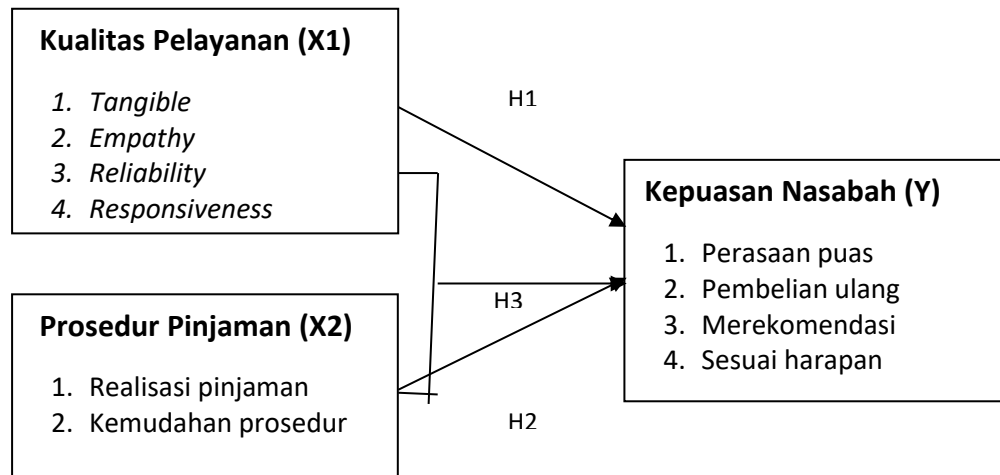 Kualitas Pelayanan (X1)
1. Tangible
2. Empathy
3. Reliability
4. Responsiveness
H1
Kepuasan Nasabah (Y)
1. Perasaan puas
2. Pembelian ulang
3. Merekomendasi
4. Sesuai harapan
H3
Prosedur Pinjaman (X2)
1. Realisasi pinjaman
2. Kemudahan prosedur
H2